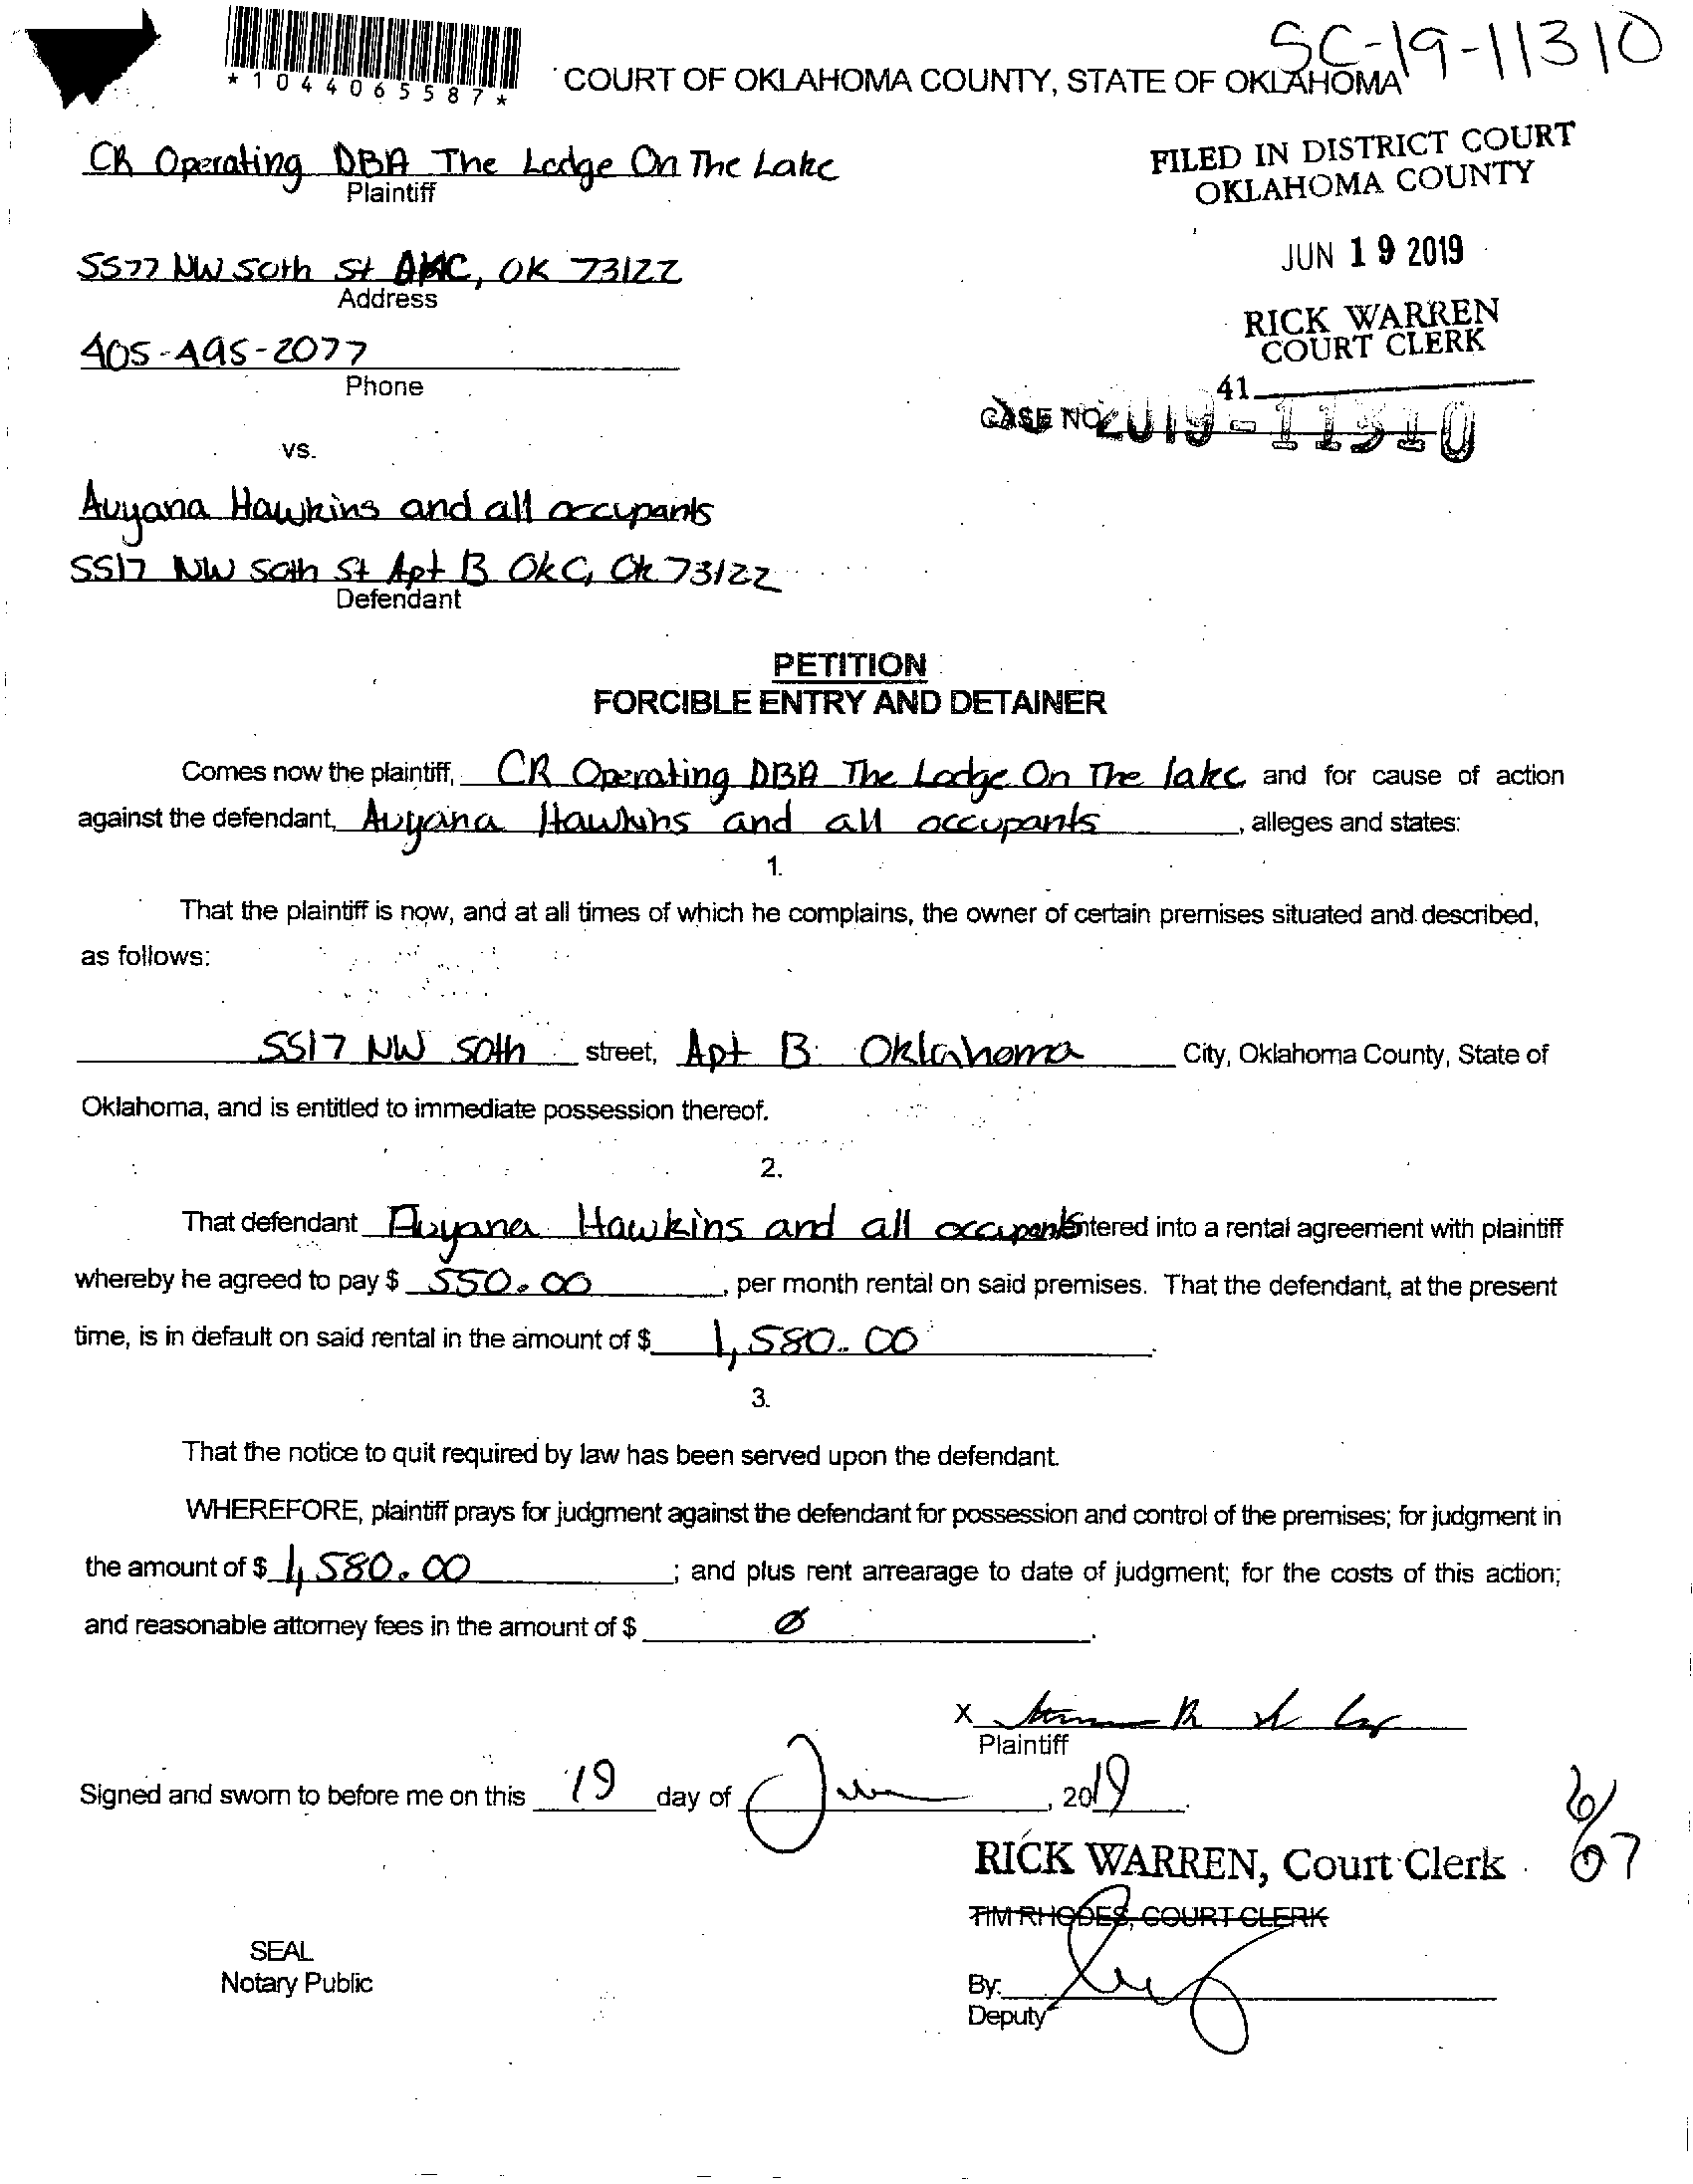 SC-19-11310
*1044065587*
COURT OF OKLAHOMA COUNTY, STATE OF OKLAHOMA
CR Operating DBA The Lodge On The Lake
Plaintiff
FILED IN DISTRICT COURT
OKLAHOMA COUNTY
JUN 19 2019
5577 NW 50th St OKC, OK 73122
Address
RICK WARREN
COURT CLERK
405-495-2077
Phone
41
CASE NO. 2019-11310
vs.
Auyana Hawkins and all occupants
5517 NW 50th St Apt B OKC, OK 73122
Defendant
PETITION
FORCIBLE ENTRY AND DETAINER
Comes now the plaintiff, CR Operating DBA The Lodge On The lake and for cause of action
against the defendant, Auyana Hawkins and all occupants, alleges and states:
1.
That the plaintiff is now, and at all times of which he complains, the owner of certain premises situated and described,
as follows:
5517 NW 50th street, Apt B Oklahoma City, Oklahoma County, State of
Oklahoma, and is entitled to immediate possession thereof.
2.
That defendant Auyana Hawkins and all occupants entered into a rental agreement with plaintiff
whereby he agreed to pay $ 550.00, per month rental on said premises. That the defendant, at the present
time, is in default on said rental in the amount of $ 1,580.00.
3.
That the notice to quit required by law has been served upon the defendant.
WHEREFORE, plaintiff prays for judgment against the defendant for possession and control of the premises; for judgment in
the amount of $ 1,580.00; and plus rent arrearage to date of judgment; for the costs of this action;
and reasonable attorney fees in the amount of $ Ø.
X
Plaintiff
Signed and sworn to before me on this 19 day of Jun, 2019.
6/
07
RICK WARREN, Court Clerk
TIM RHODES, COURT CLERK
SEAL
Notary Public
By:
Deputy